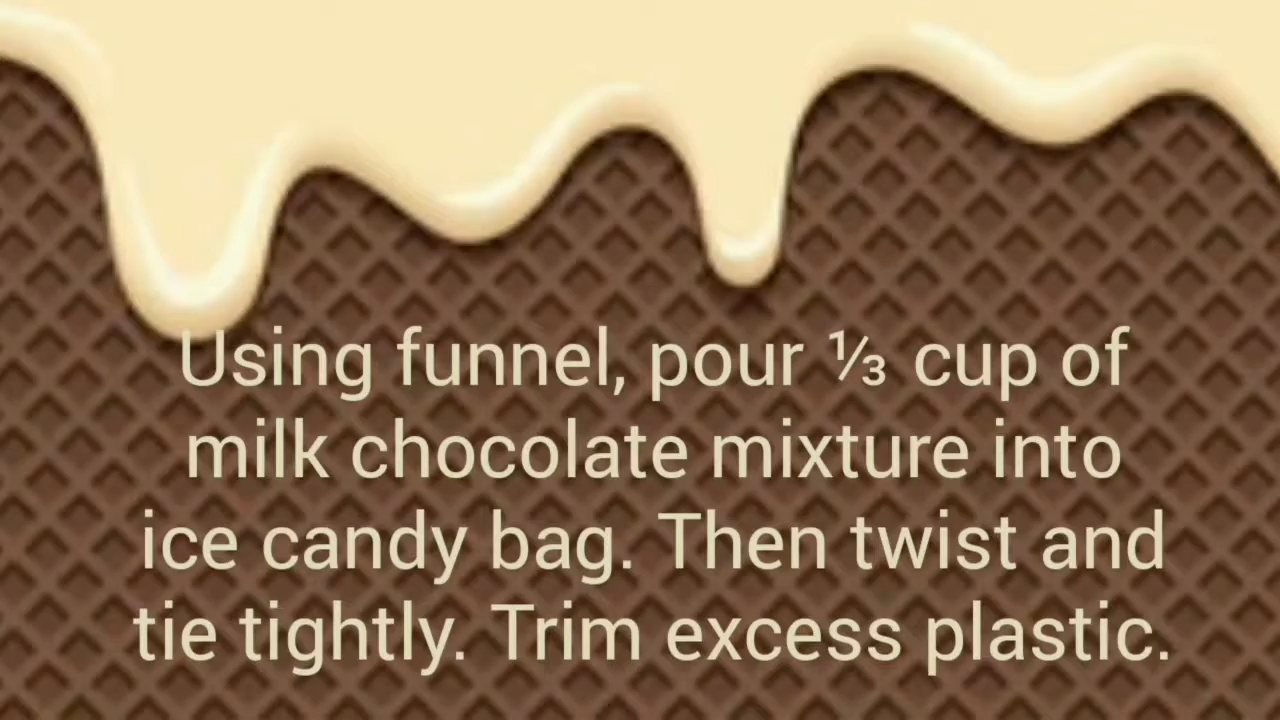 Using funnel, pour ⅓ cup of
milk chocolate mixture into
ice candy bag. Then twist and
tie tightly. Trim excess plastic.